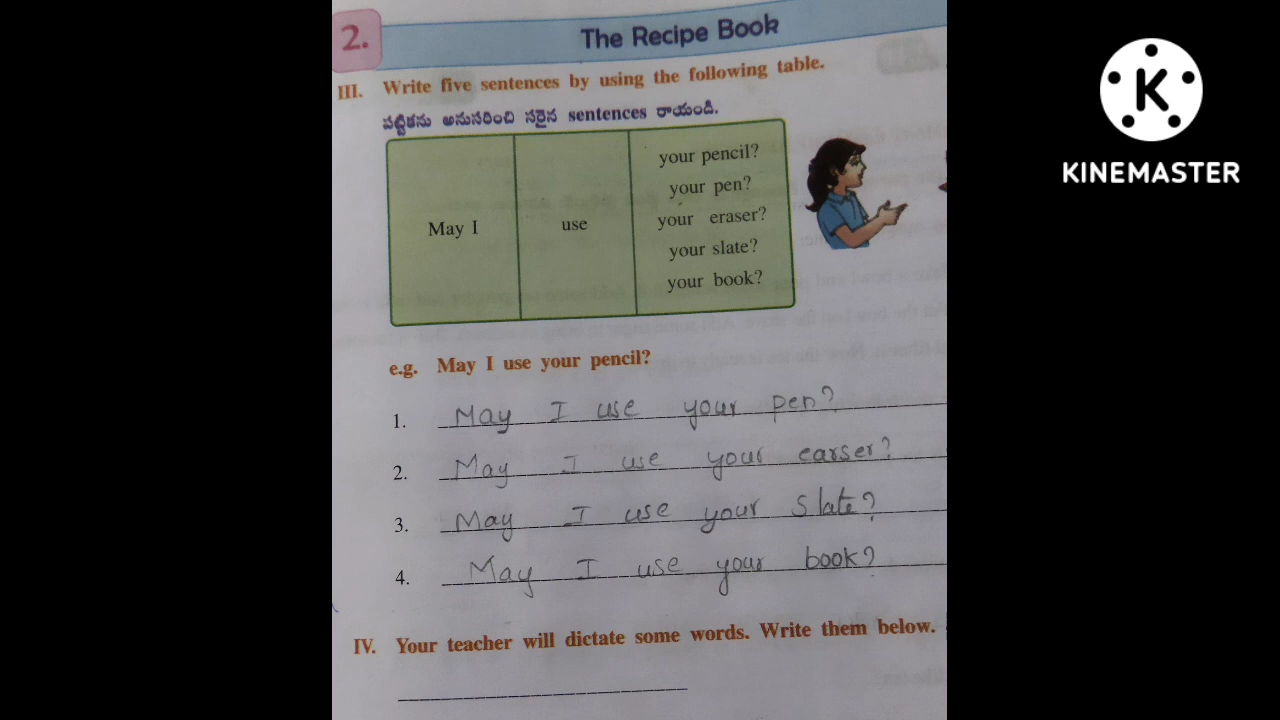 2.
The Recipe Book
III. Write five sentences by using the following table.
పట్టికను అనుసరించి సరైన sentences రాయండి.
May I
use
your pencil?
your pen?
your eraser?
your slate?
your book?
e.g. May I use your pencil?
1. May I use your pen?
2. May I use your earser?
3. May I use your slate?
4. May I use your book?
IV. Your teacher will dictate some words. Write them below.
K
KINEMASTER